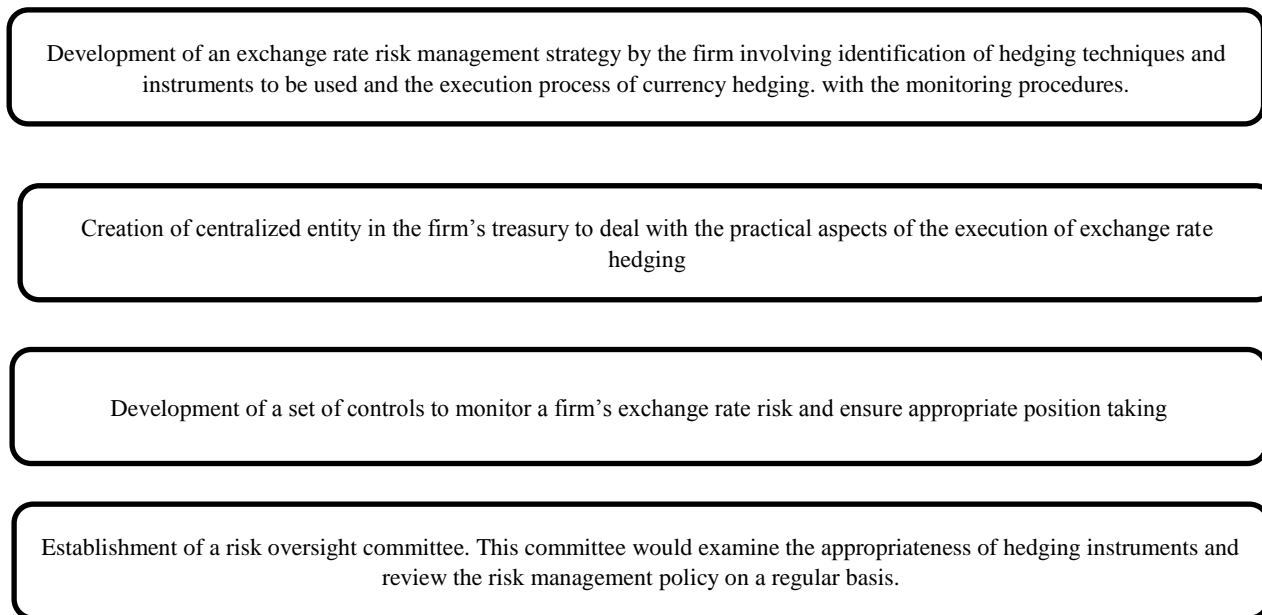 Development of an exchange rate risk management strategy by the firm involving identification of hedging techniques and
instruments to be used and the execution process of currency hedging. with the monitoring procedures.
Creation of centralized entity in the firm’s treasury to deal with the practical aspects of the execution of exchange rate
hedging
Development of a set of controls to monitor a firm’s exchange rate risk and ensure appropriate position taking
Establishment of a risk oversight committee. This committee would examine the appropriateness of hedging instruments and
review the risk management policy on a regular basis.